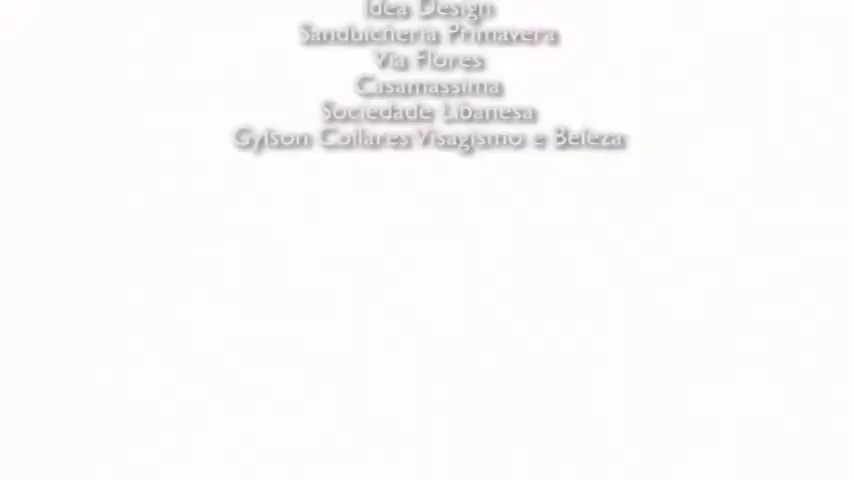 Idea Design
Sanduicheria Primavera
Via Flores
Casamassima
Sociedade Libanesa
Gylson Collares Visagismo e Beleza